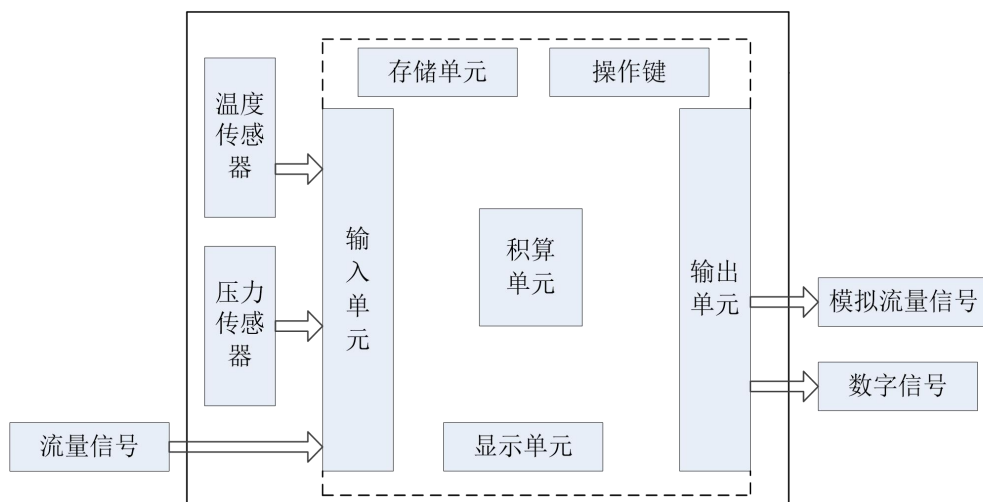 存储单元
操作键
温度
传感
器
输
入
单
元
积算
单元
输出
单元
压力
传感
器
模拟流量信号
数字信号
流量信号
显示单元